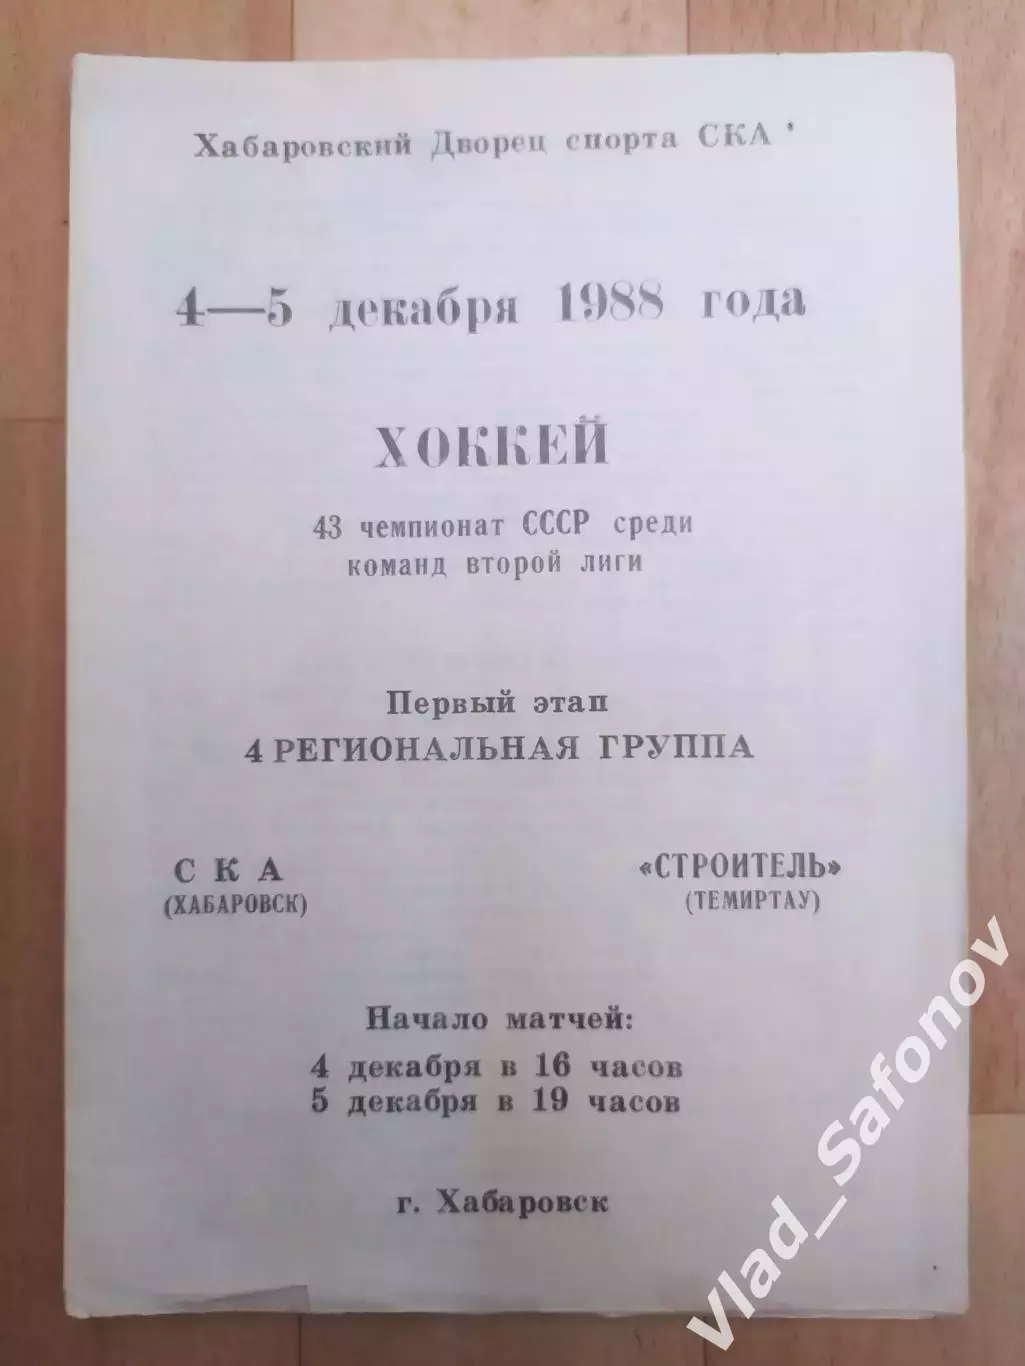 Хабаровский Дворец спорта СКА
4—5 декабря 1988 года
ХОККЕЙ
43 чемпионат СССР среди
команд второй лиги
Первый этап
4 РЕГИОНАЛЬНАЯ ГРУППА
СКА
(ХАБАРОВСК)
«СТРОИТЕЛЬ»
(ТЕМИРТАУ)
Начало матчей:
4 декабря в 16 часов
5 декабря в 19 часов
г. Хабаровск
Vlad_Safonov